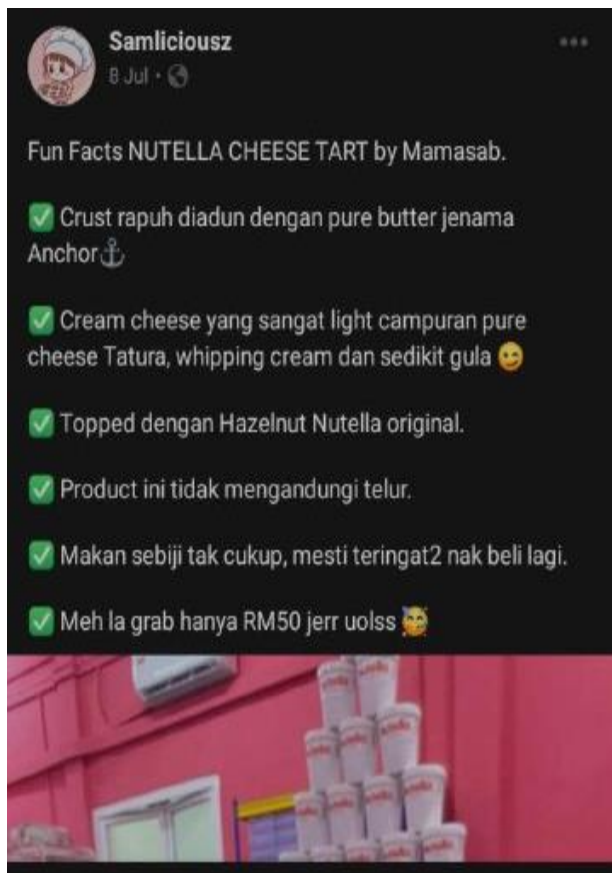 Samliciousz
8 Jul ·
Fun Facts NUTELLA CHEESE TART by Mamasab.
✅ Crust rapuh diadun dengan pure butter jenama
Anchor⚓
✅ Cream cheese yang sangat light campuran pure
cheese Tatura, whipping cream dan sedikit gula 😉
✅ Topped dengan Hazelnut Nutella original.
✅ Product ini tidak mengandungi telur.
✅ Makan sebiji tak cukup, mesti teringat2 nak beli lagi.
✅ Meh la grab hanya RM50 jerr uolss 🥳